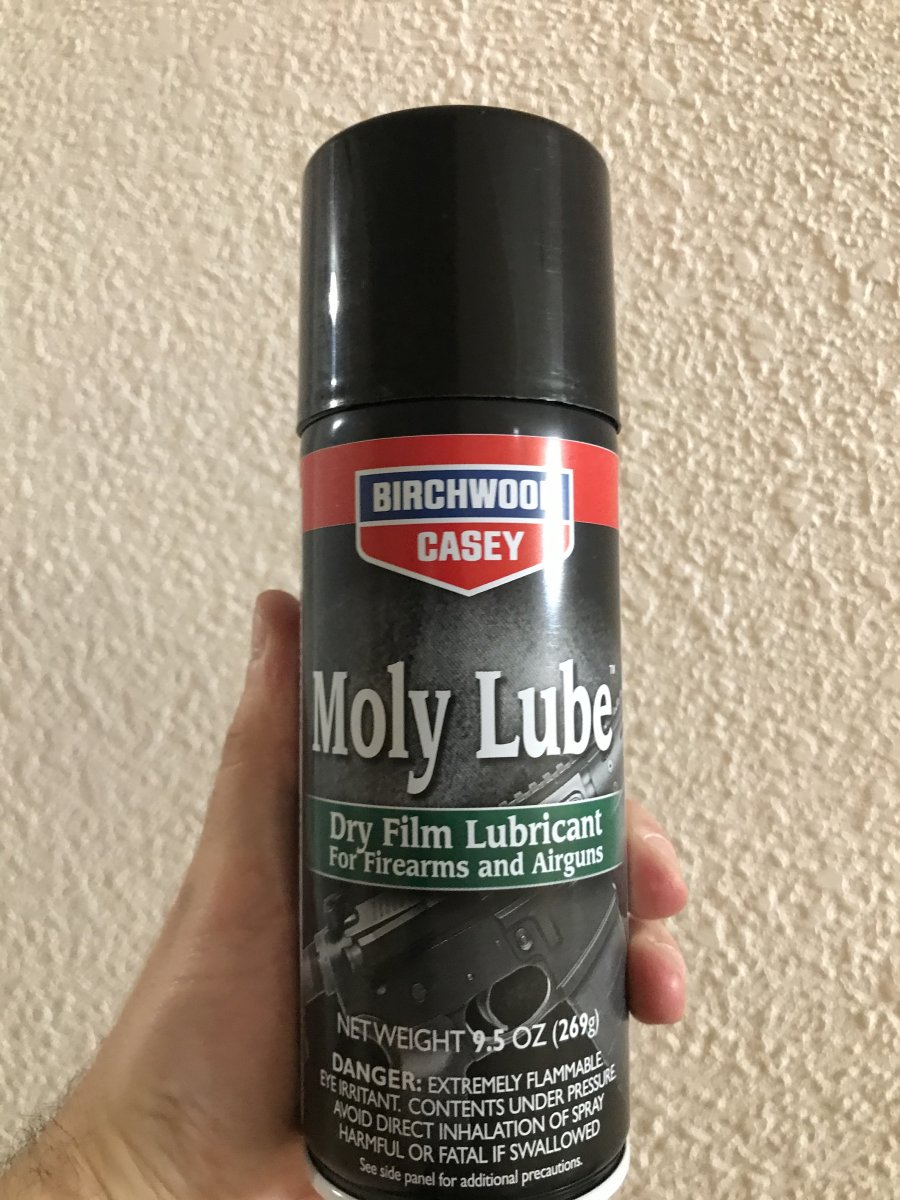 BIRCHWOOD
CASEY
Moly Lube™
Dry Film Lubricant
For Firearms and Airguns
NET WEIGHT 9.5 OZ (269g)
DANGER: EXTREMELY FLAMMABLE.
EYE IRRITANT. CONTENTS UNDER PRESSURE.
AVOID DIRECT INHALATION OF SPRAY
HARMFUL OR FATAL IF SWALLOWED
See side panel for additional precautions.